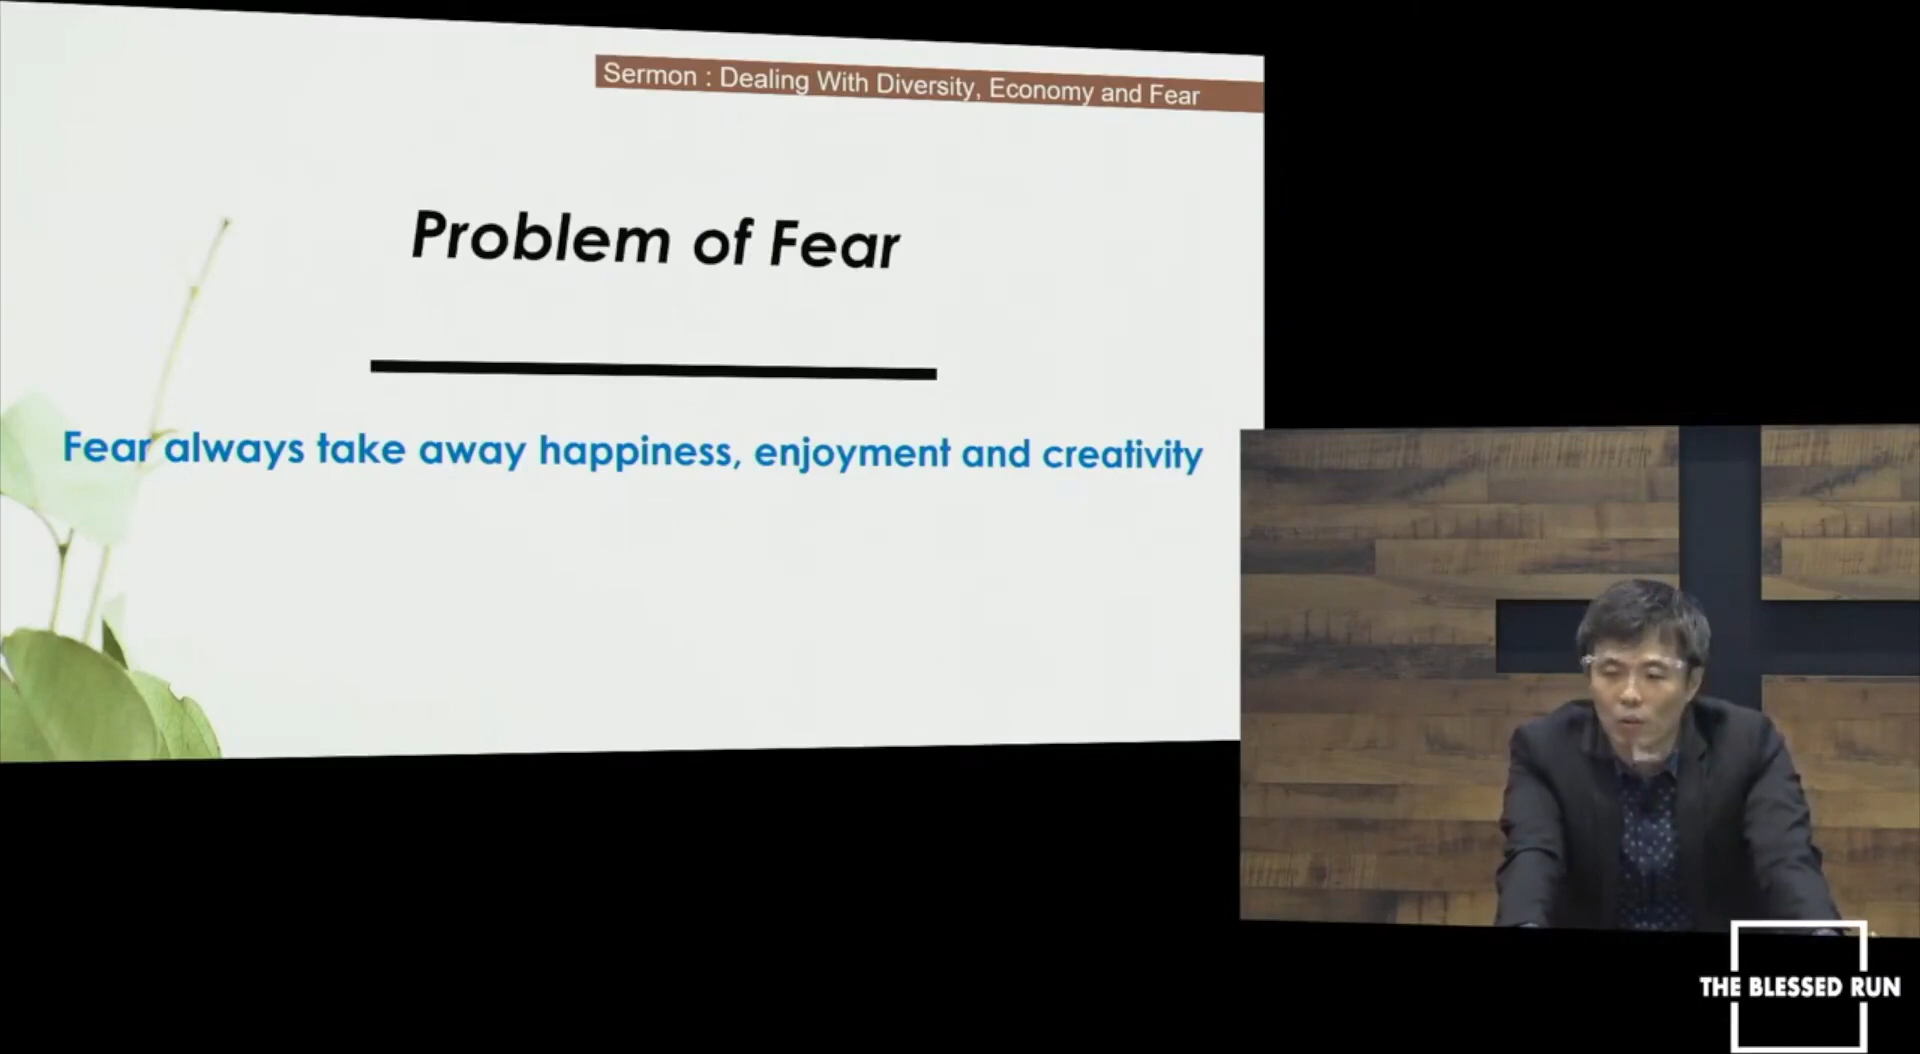 Sermon : Dealing With Diversity, Economy and Fear
Problem of Fear
Fear always take away happiness, enjoyment and creativity
THE BLESSED RUN